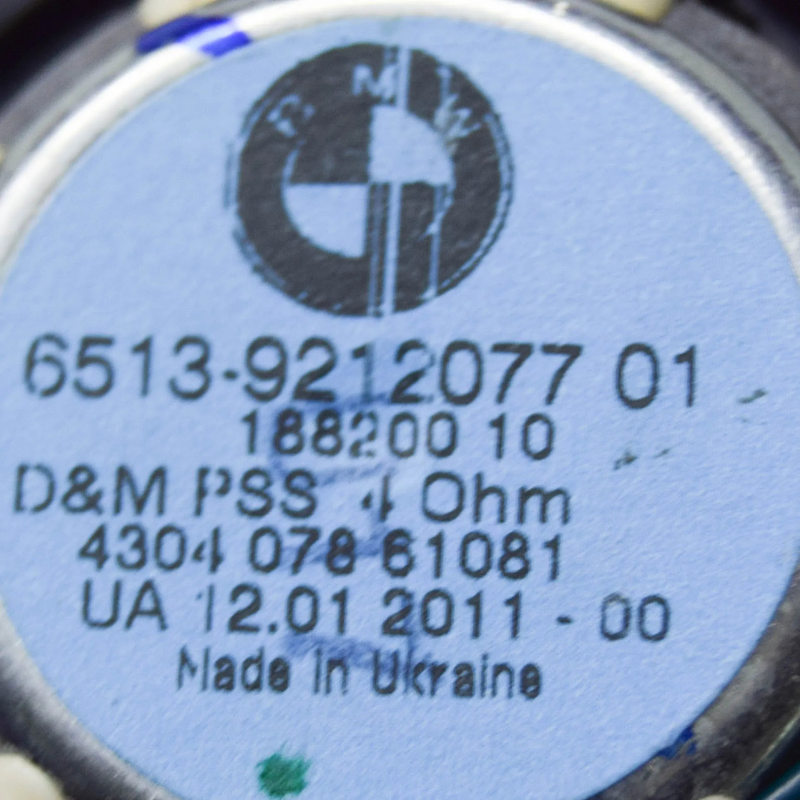 BMW
6513-9212077 01
188200 10
D&M PSS 4 Ohm
4304 078 61081
UA 12.01 2011 - 00
Made in Ukraine